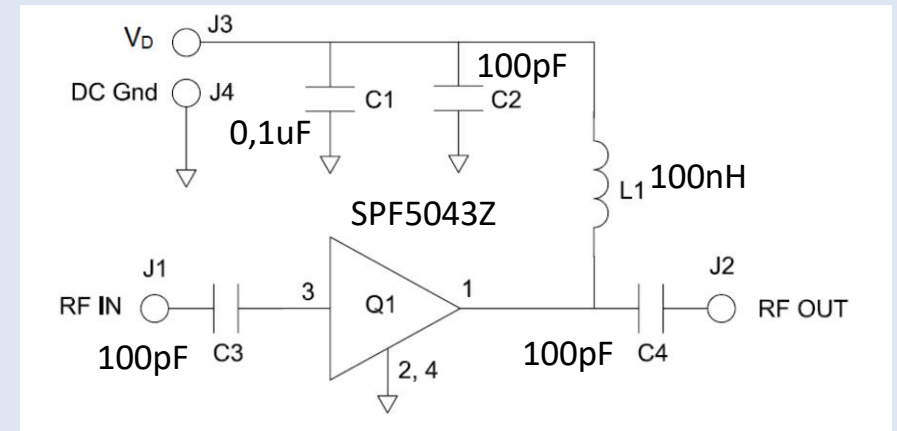 J3
V_D
100pF
DC Gnd
J4
C1
C2
0,1uF
L1
100nH
SPF5043Z
J1
J2
3
1
RF IN
Q1
RF OUT
100pF
C3
2, 4
100pF
C4